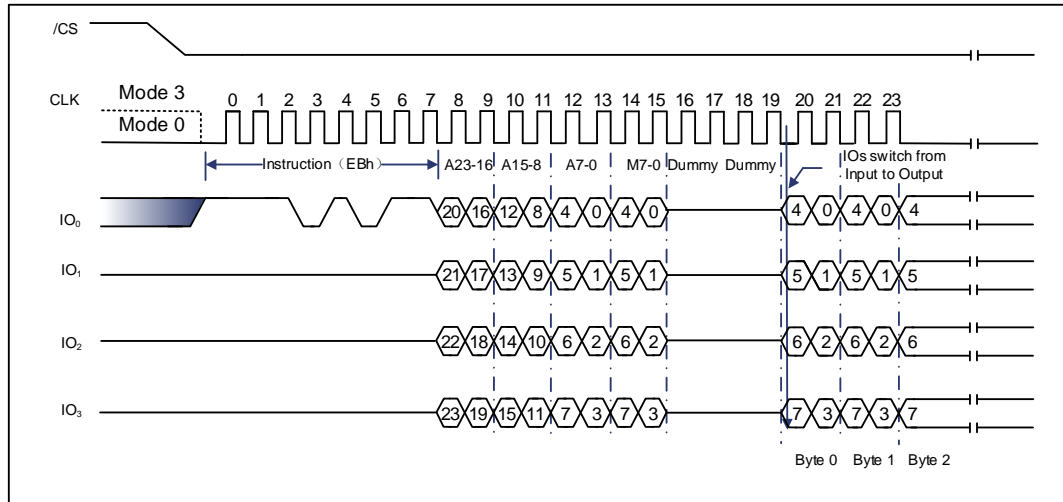 /CS
Mode 3
CLK
Mode 0
0 1 2 3 4 5 6 7 8 9 10 11 12 13 14 15 16 17 18 19 20 21 22 23
Instruction（EBh） A23-16 A15-8 A7-0 M7-0 Dummy Dummy
IOs switch from
Input to Output
IO₀ 20 16 12 8 4 0 4 0 4 0 4 0 4
IO₁ 21 17 13 9 5 1 5 1 5 1 5 1 5
IO₂ 22 18 14 10 6 2 6 2 6 2 6 2 6
IO₃ 23 19 15 11 7 3 7 3 7 3 7 3 7
Byte 0 Byte 1 Byte 2